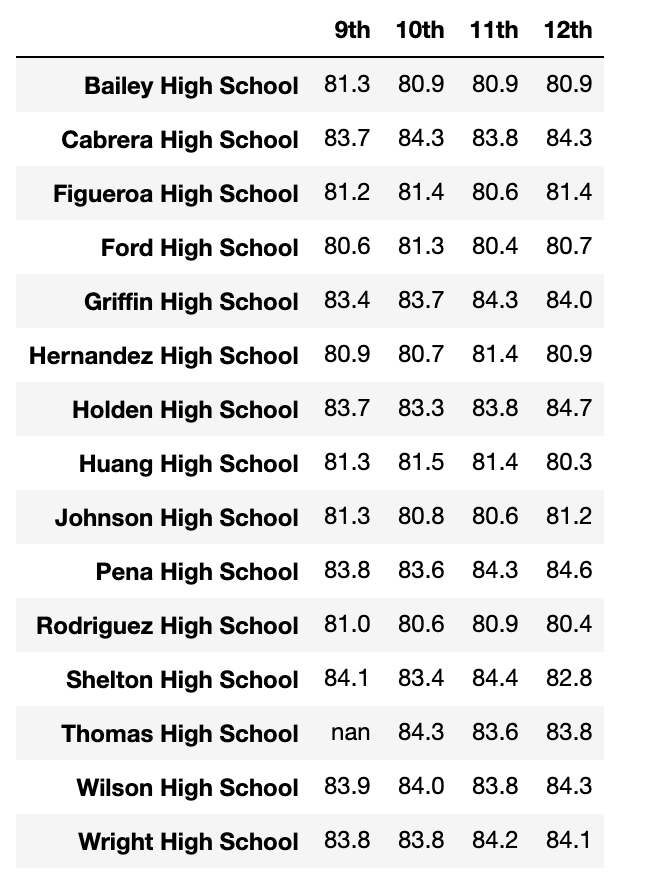 9th 10th 11th 12th
Bailey High School 81.3 80.9 80.9 80.9
Cabrera High School 83.7 84.3 83.8 84.3
Figueroa High School 81.2 81.4 80.6 81.4
Ford High School 80.6 81.3 80.4 80.7
Griffin High School 83.4 83.7 84.3 84.0
Hernandez High School 80.9 80.7 81.4 80.9
Holden High School 83.7 83.3 83.8 84.7
Huang High School 81.3 81.5 81.4 80.3
Johnson High School 81.3 80.8 80.6 81.2
Pena High School 83.8 83.6 84.3 84.6
Rodriguez High School 81.0 80.6 80.9 80.4
Shelton High School 84.1 83.4 84.4 82.8
Thomas High School nan 84.3 83.6 83.8
Wilson High School 83.9 84.0 83.8 84.3
Wright High School 83.8 83.8 84.2 84.1